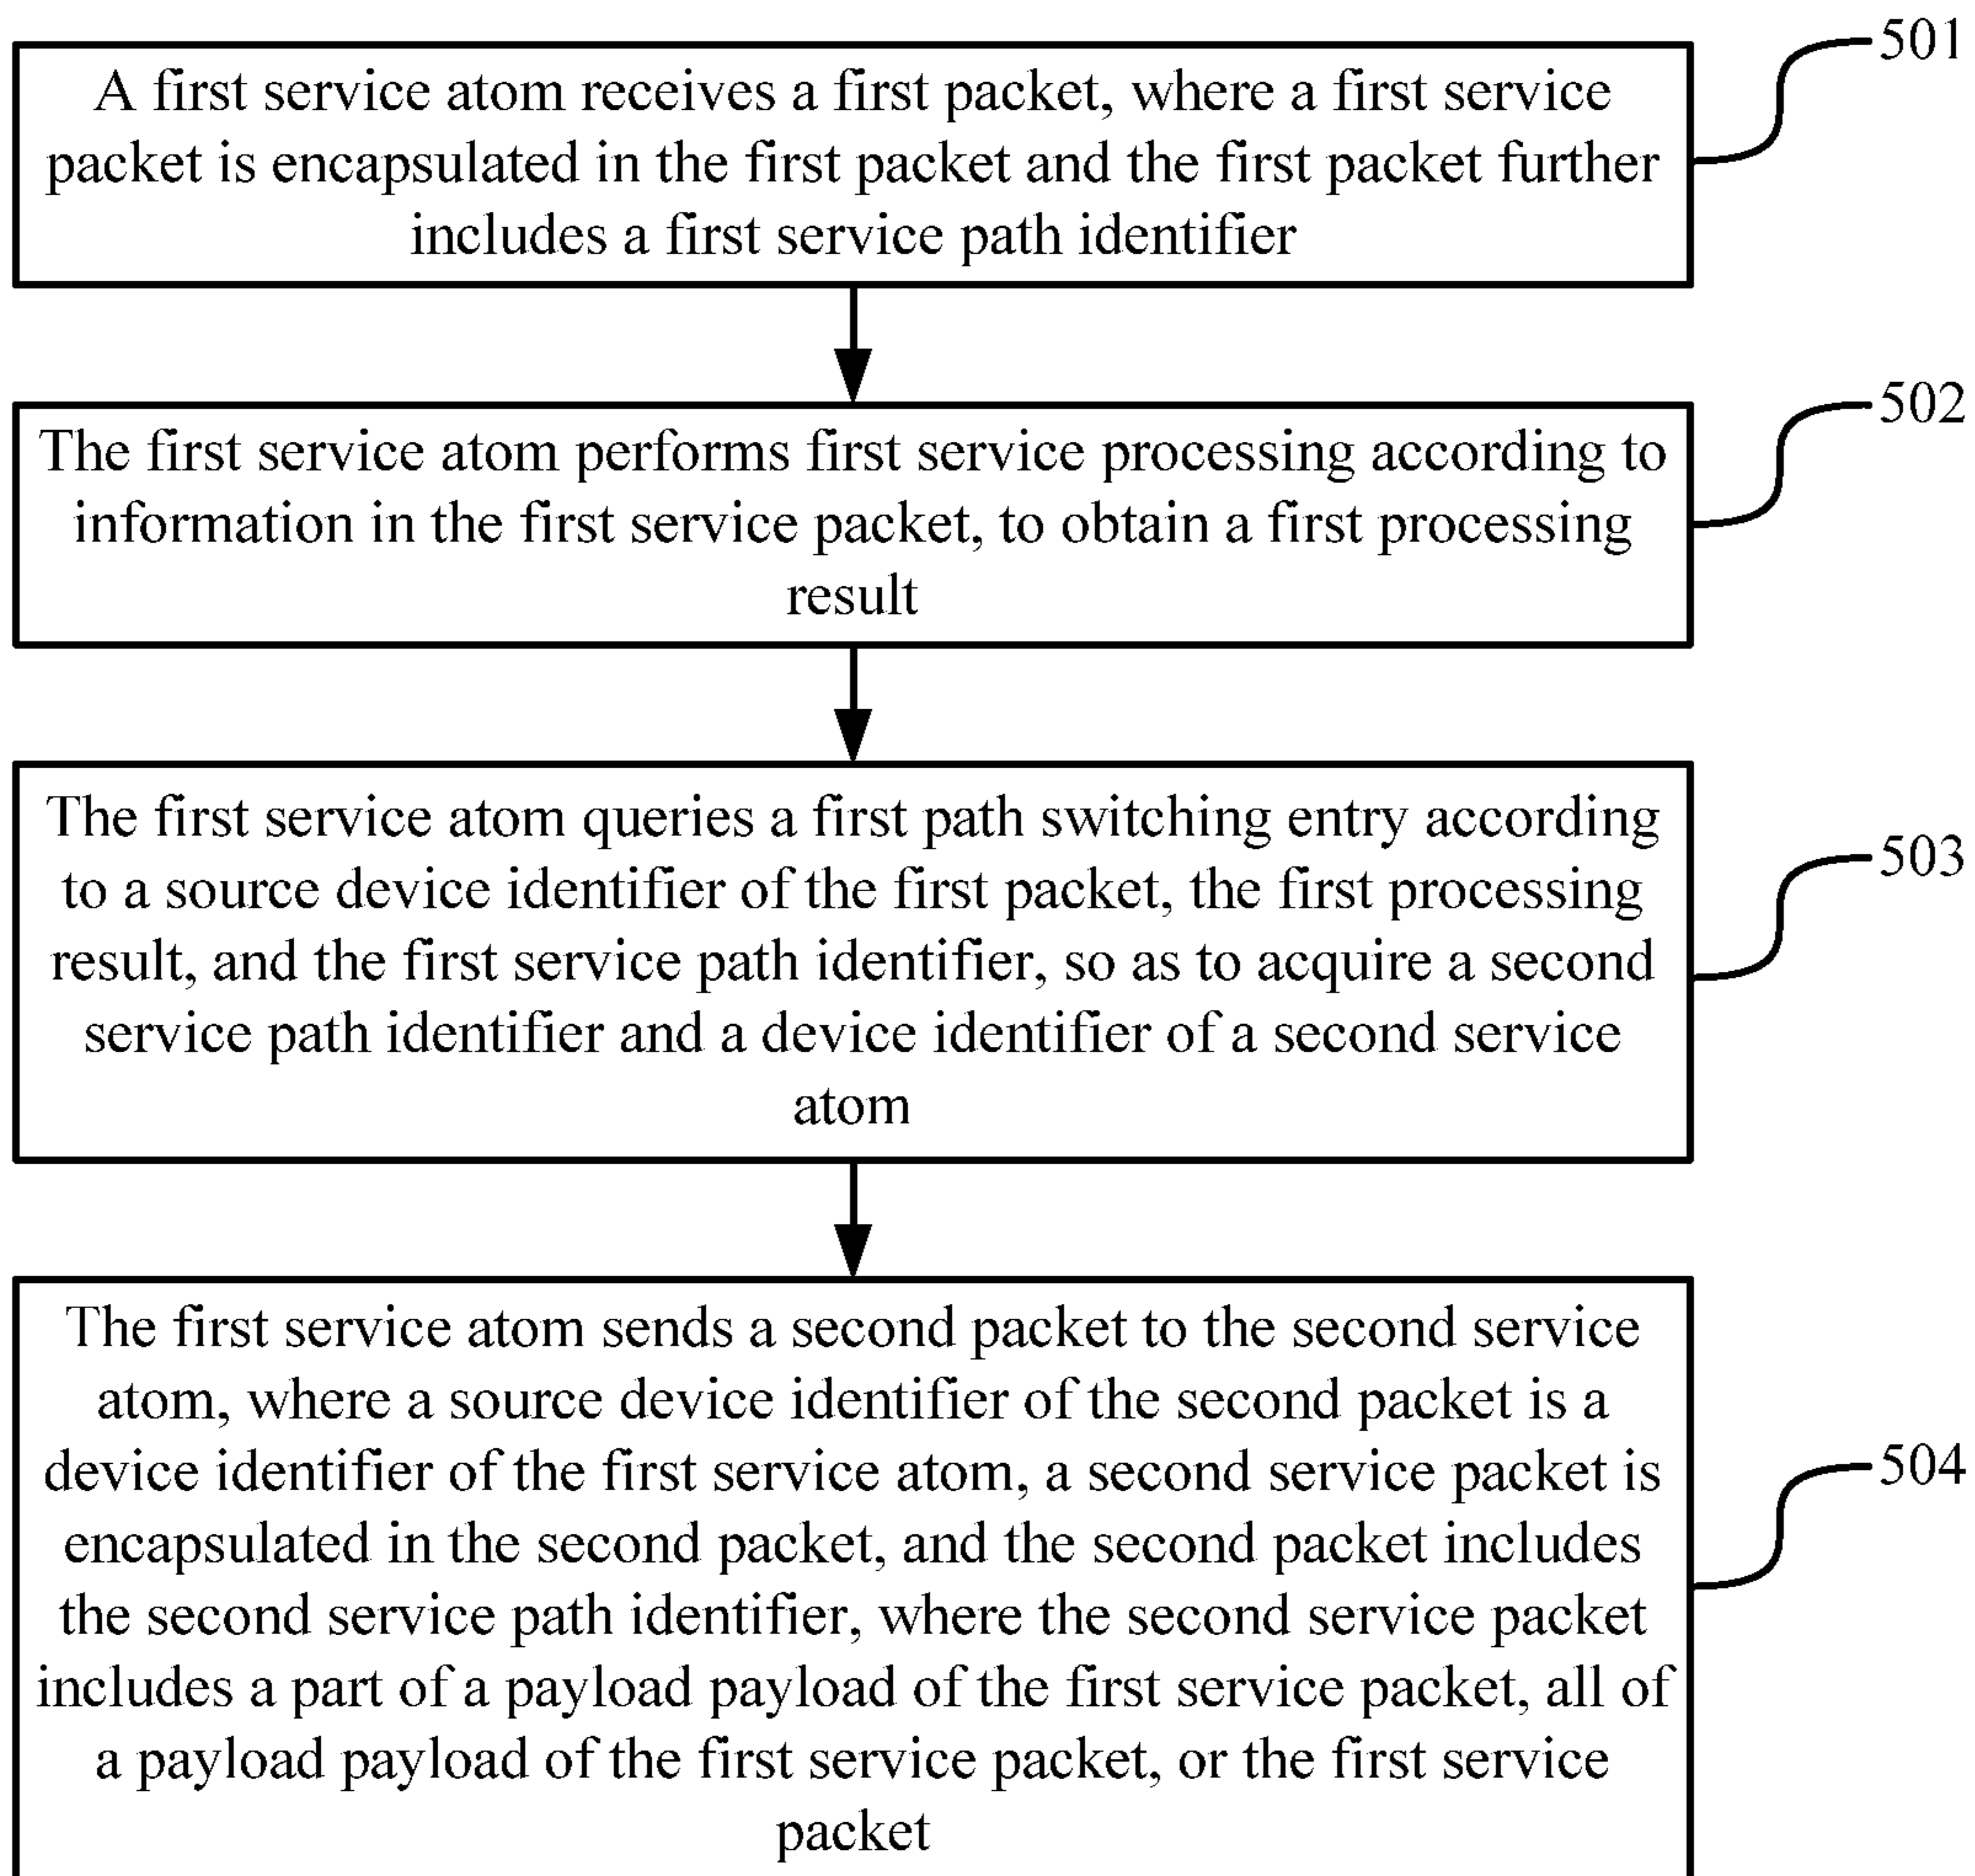 501
A first service atom receives a first packet, where a first service
packet is encapsulated in the first packet and the first packet further
includes a first service path identifier
502
The first service atom performs first service processing according to
information in the first service packet, to obtain a first processing
result
The first service atom queries a first path switching entry according
503
to a source device identifier of the first packet, the first processing
result, and the first service path identifier, so as to acquire a second
service path identifier and a device identifier of a second service
atom
The first service atom sends a second packet to the second service
atom, where a source device identifier of the second packet is a
504
device identifier of the first service atom, a second service packet is
encapsulated in the second packet, and the second packet includes
the second service path identifier, where the second service packet
includes a part of a payload payload of the first service packet, all of
a payload payload of the first service packet, or the first service
packet